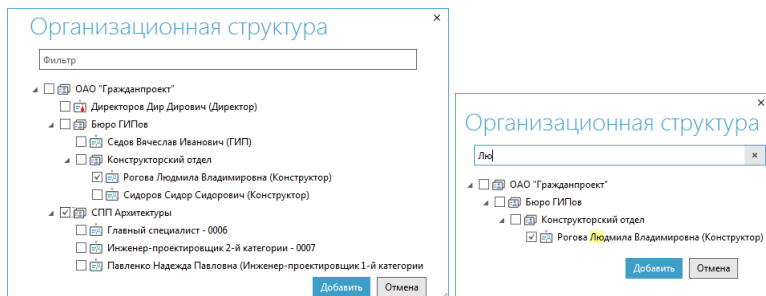 Организационная структура
Фильтр
ОАО "Гражданпроект"
Директоров Дир Дирович (Директор)
Бюро ГИПов
Седов Вячеслав Иванович (ГИП)
Конструкторский отдел
Рогова Людмила Владимировна (Конструктор)
Сидоров Сидор Сидорович (Конструктор)
СПП Архитектуры
Главный специалист - 0006
Инженер-проектировщик 2-й категории - 0007
Павленко Надежда Павловна (Инженер-проектировщик 1-й категории
Добавить Отмена
Организационная структура
Лю
ОАО "Гражданпроект"
Бюро ГИПов
Конструкторский отдел
Рогова Людмила Владимировна (Конструктор)
Добавить Отмена